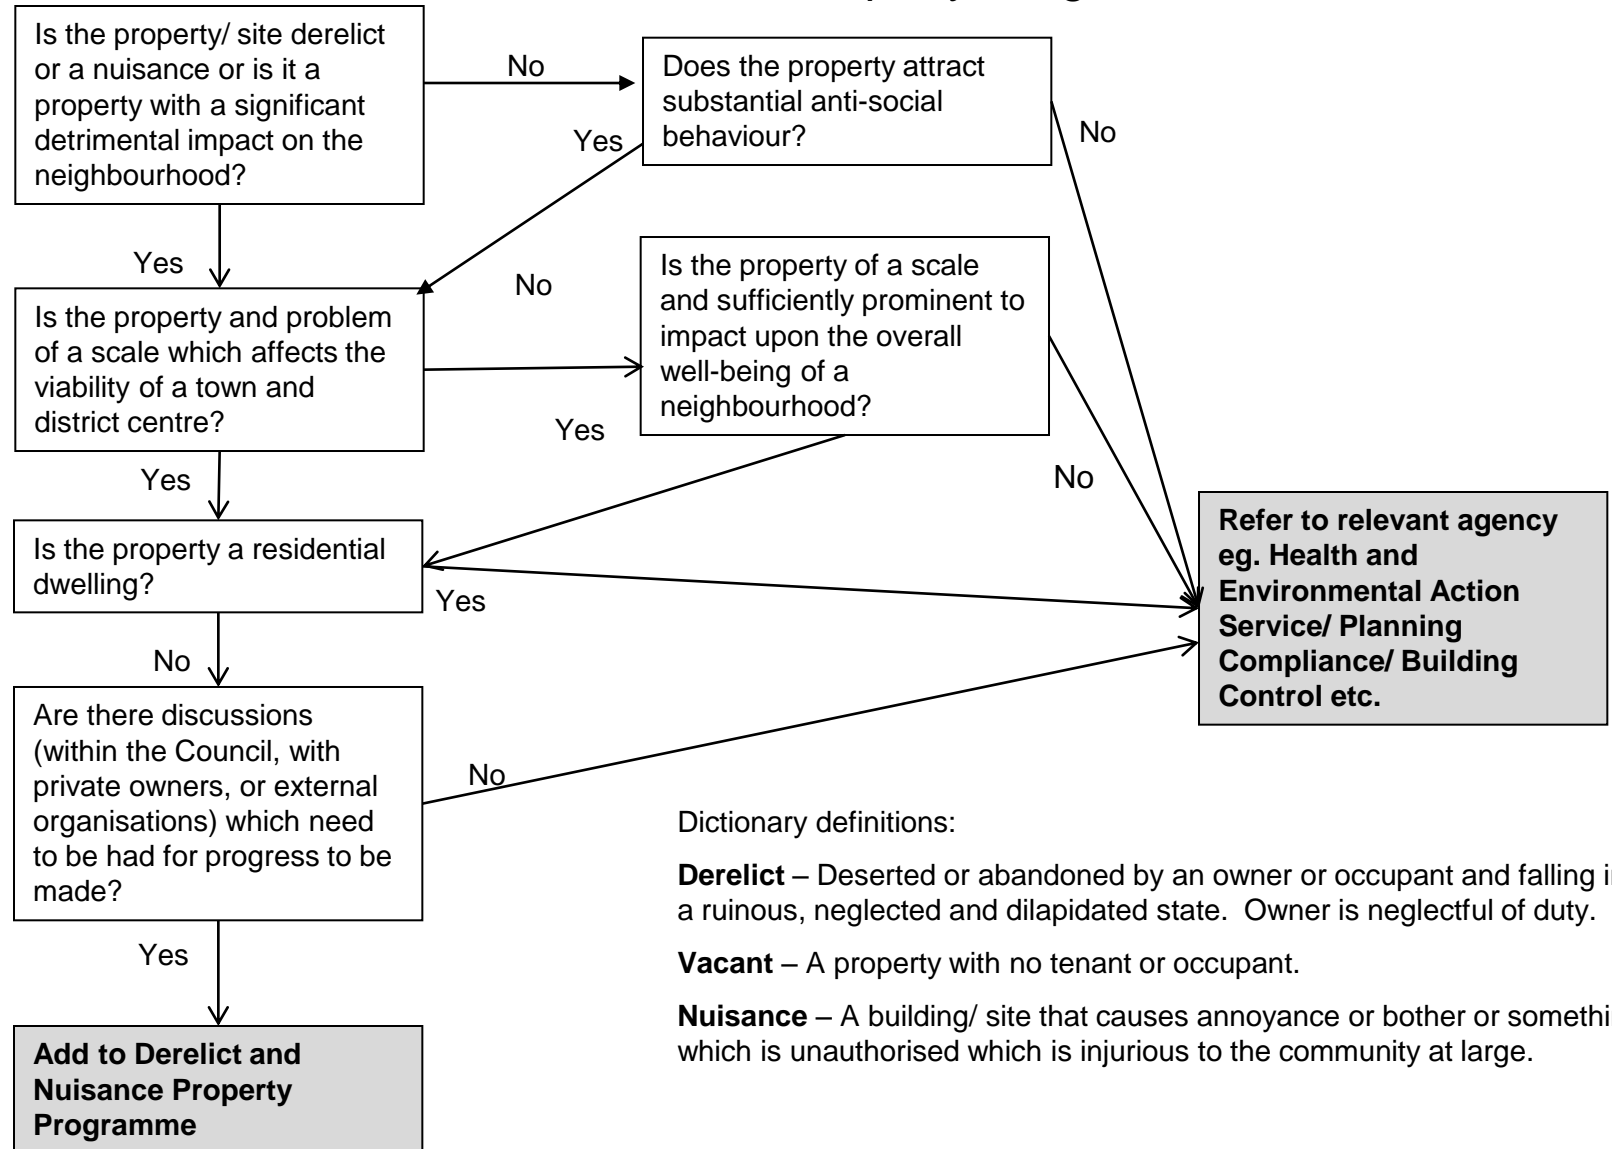 Is the property/ site derelict
or a nuisance or is it a
property with a significant
detrimental impact on the
neighbourhood?
No
Does the property attract
substantial anti-social
behaviour?
Yes
No
Yes
Is the property and problem
of a scale which affects the
viability of a town and
district centre?
No
Is the property of a scale
and sufficiently prominent to
impact upon the overall
well-being of a
neighbourhood?
Yes
No
Yes
Is the property a residential
dwelling?
Yes
Refer to relevant agency
eg. Health and
Environmental Action
Service/ Planning
Compliance/ Building
Control etc.
No
Are there discussions
(within the Council, with
private owners, or external
organisations) which need
to be had for progress to be
made?
No
Yes
Add to Derelict and
Nuisance Property
Programme
Dictionary definitions:
Derelict – Deserted or abandoned by an owner or occupant and falling
a ruinous, neglected and dilapidated state.  Owner is neglectful of duty.
Vacant – A property with no tenant or occupant.
Nuisance – A building/ site that causes annoyance or bother or
which is unauthorised which is injurious to the community at large.